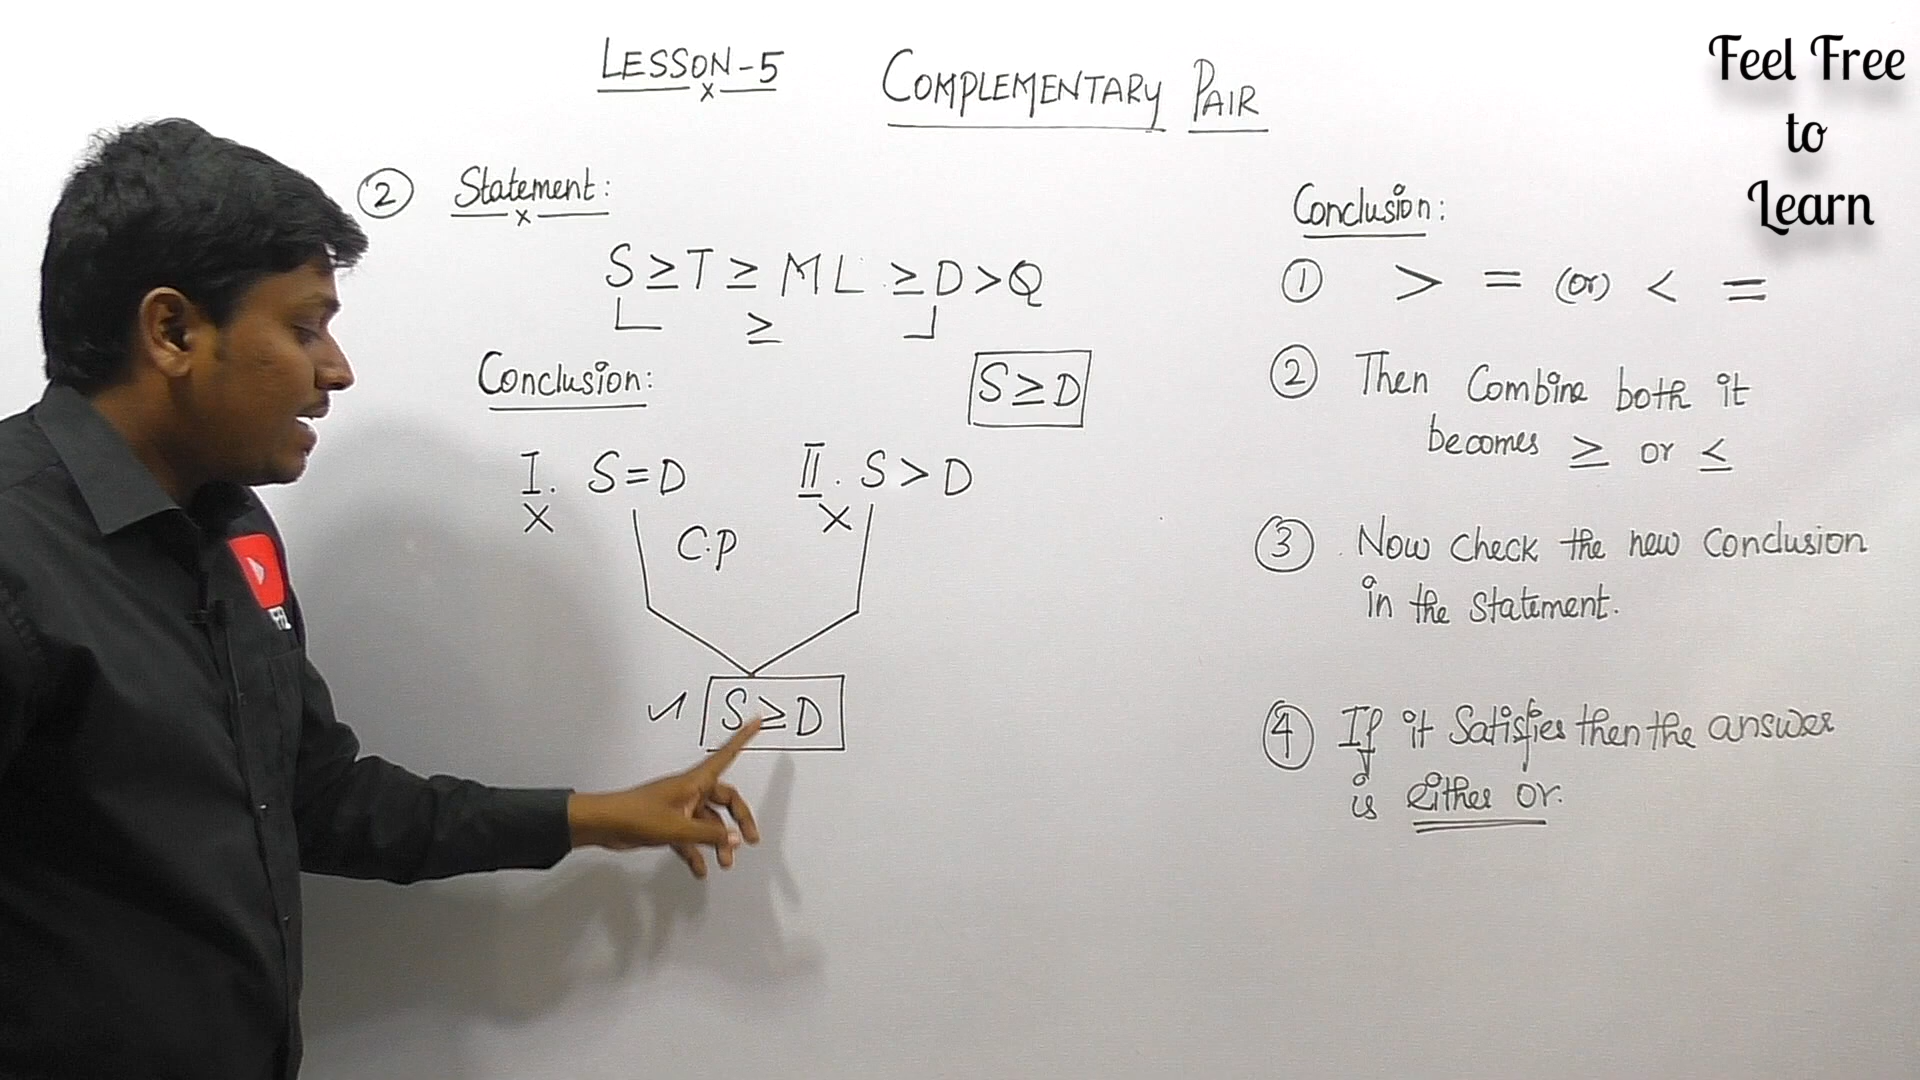 LESSON-5
COMPLEMENTARY PAIR
Feel Free
to
Learn
② Statement:
S ≥ T ≥ M L ≥ D > Q
≥
Conclusion:
S ≥ D
I. S = D
II. S > D
X
X
C.P
✓ S ≥ D
Conclusion:
① > = (or) < =
② Then Combine both it
becomes ≥ or ≤
③ Now check the new Conclusion
in the statement.
④ If it Satisfies then the answer
is either or.